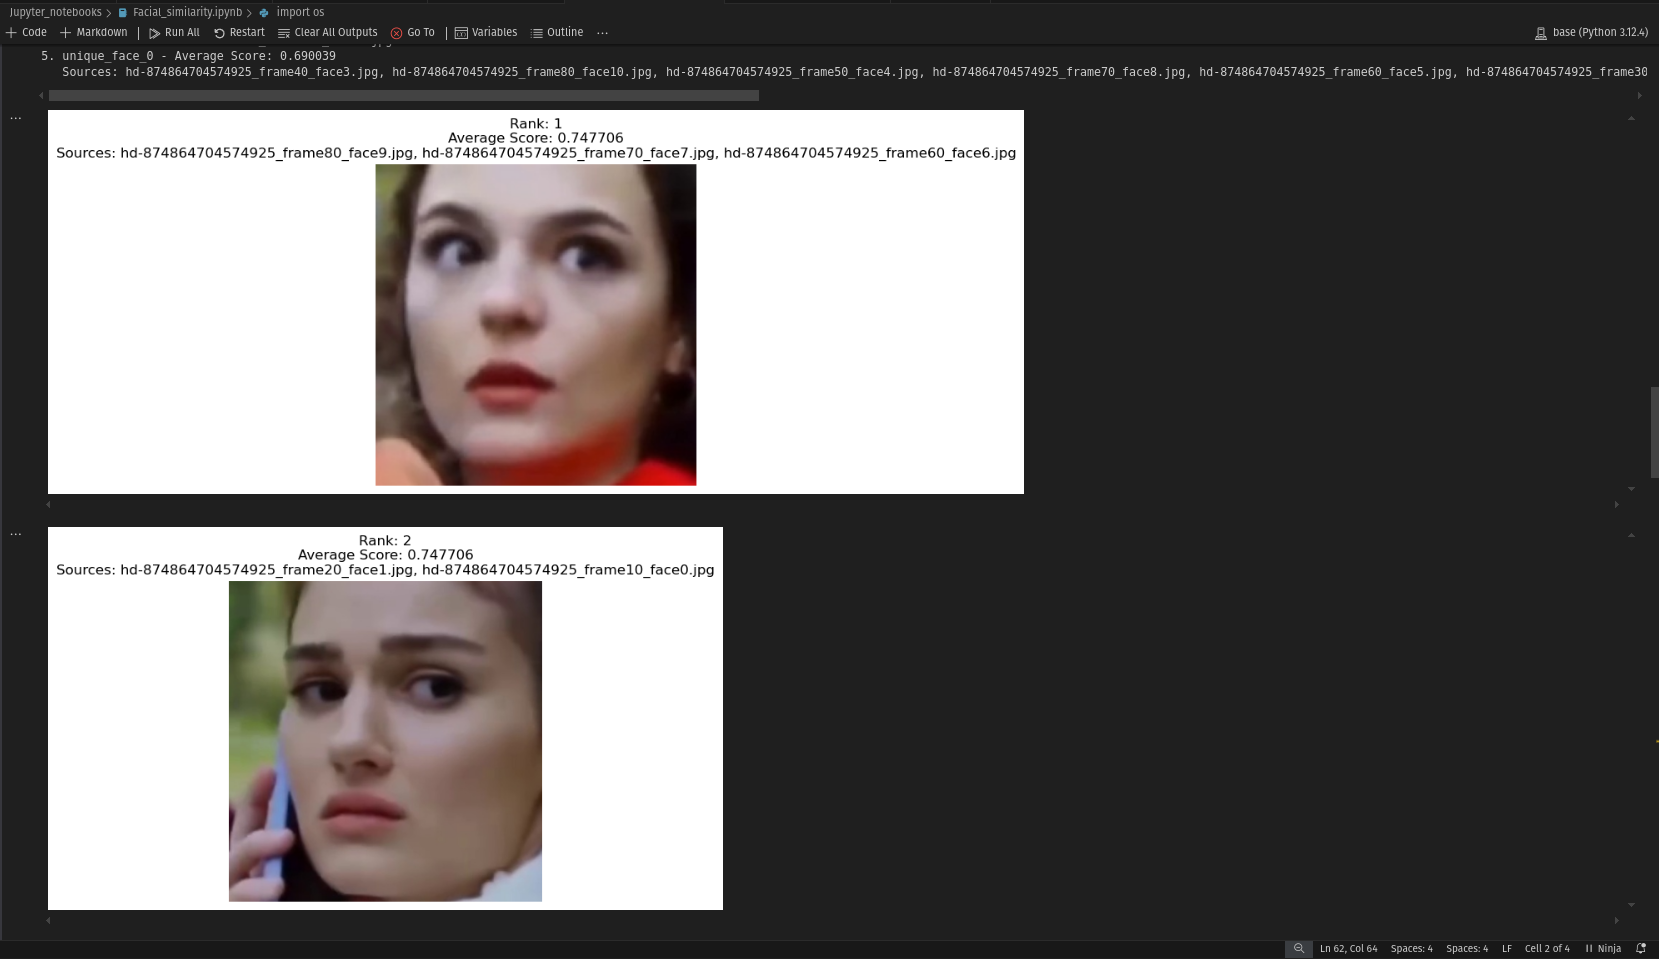 Jupyter_notebooks > Facial_similarity.ipynb > import os
+ Code + Markdown | Run All Restart Clear All Outputs Go To | Variables Outline ... base (Python 3.12.4)
5. unique_face_0 - Average Score: 0.690039
Sources: hd-874864704574925_frame40_face3.jpg, hd-874864704574925_frame80_face10.jpg, hd-874864704574925_frame50_face4.jpg, hd-874864704574925_frame70_face8.jpg, hd-874864704574925_frame60_face5.jpg, hd-874864704574925_frame30
...
Rank: 1
Average Score: 0.747706
Sources: hd-874864704574925_frame80_face9.jpg, hd-874864704574925_frame70_face7.jpg, hd-874864704574925_frame60_face6.jpg
...
Rank: 2
Average Score: 0.747706
Sources: hd-874864704574925_frame20_face1.jpg, hd-874864704574925_frame10_face0.jpg
Ln 62, Col 64 Spaces: 4 Spaces: 4 LF Cell 2 of 4 Ninja